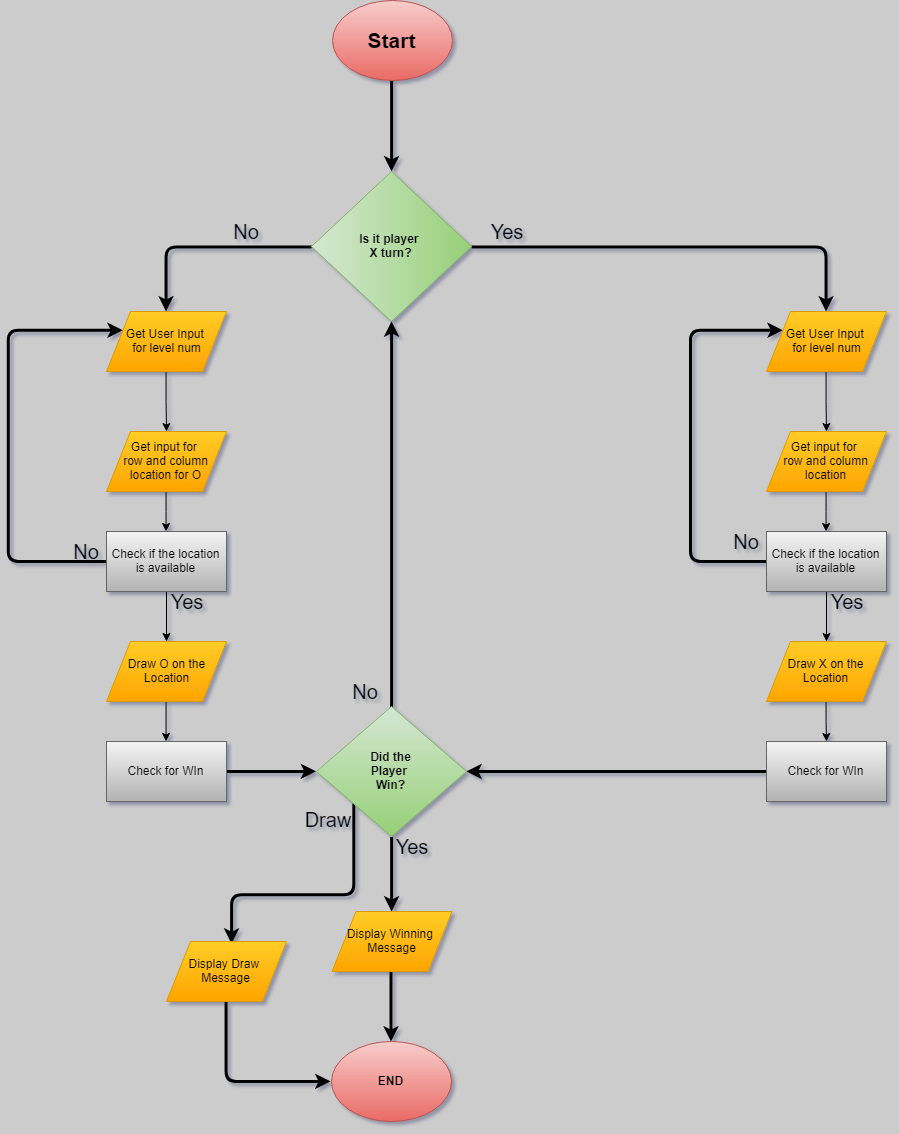 Start
Is it player
X turn?
No
Yes
Get User Input
for level num
Get input for
row and column
location for O
Check if the location
is available
No
Yes
Draw O on the
Location
Check for WIn
Get User Input
for level num
Get input for
row and column
location
Check if the location
is available
No
Yes
Draw X on the
Location
Check for WIn
No
Did the
Player
Win?
Draw
Yes
Display Winning
Message
Display Draw
Message
END